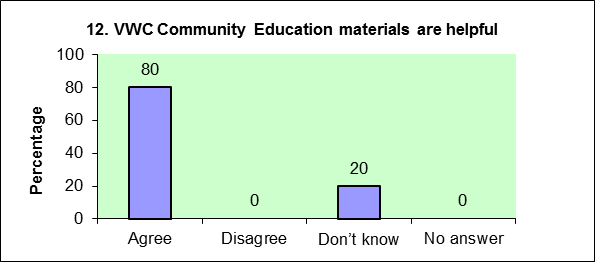 12. VWC Community Education materials are helpful
Percentage
100
80
60
40
20
0
80
0
20
0
Agree
Disagree
Don't know
No answer